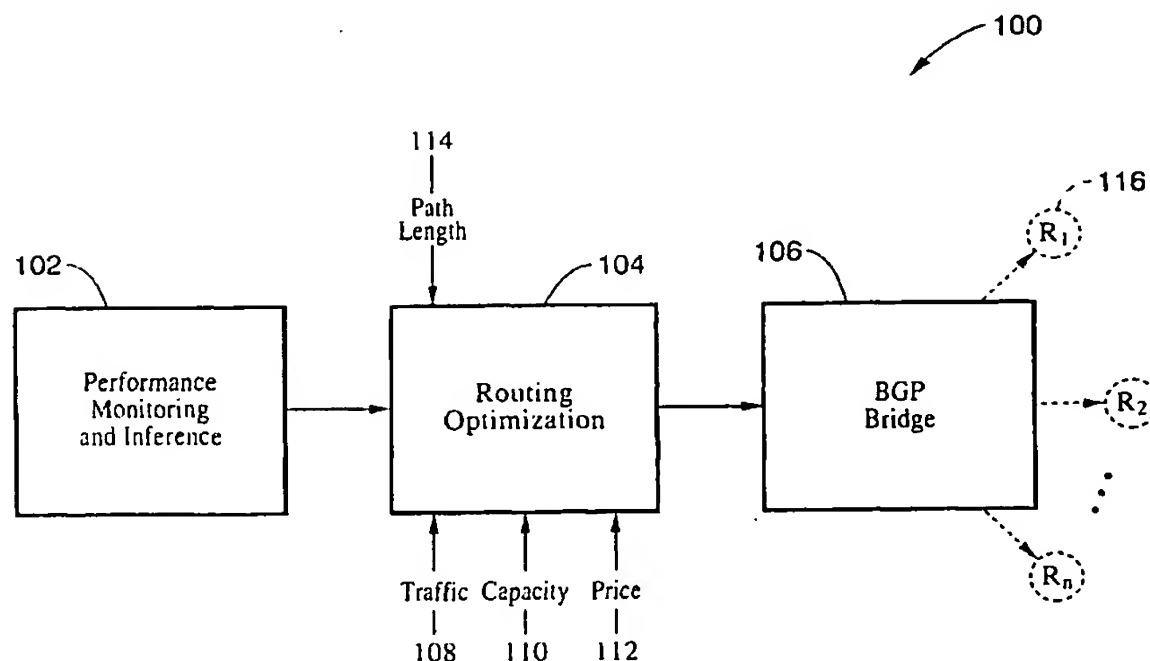 100
114
Path
Length
116
R1
102
104
106
Performance
Monitoring
and Inference
Routing
Optimization
BGP
Bridge
R2
Rn
Traffic Capacity Price
108 110 112